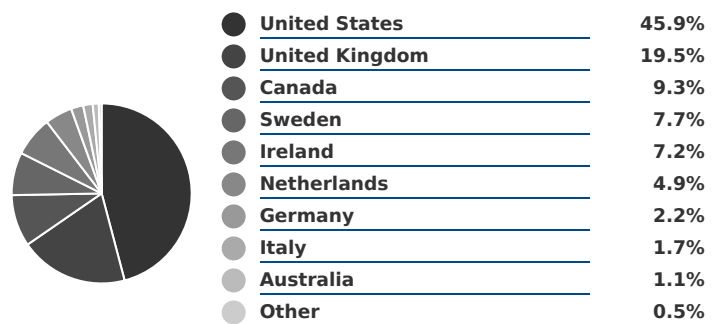 United States 45.9%
United Kingdom 19.5%
Canada 9.3%
Sweden 7.7%
Ireland 7.2%
Netherlands 4.9%
Germany 2.2%
Italy 1.7%
Australia 1.1%
Other 0.5%